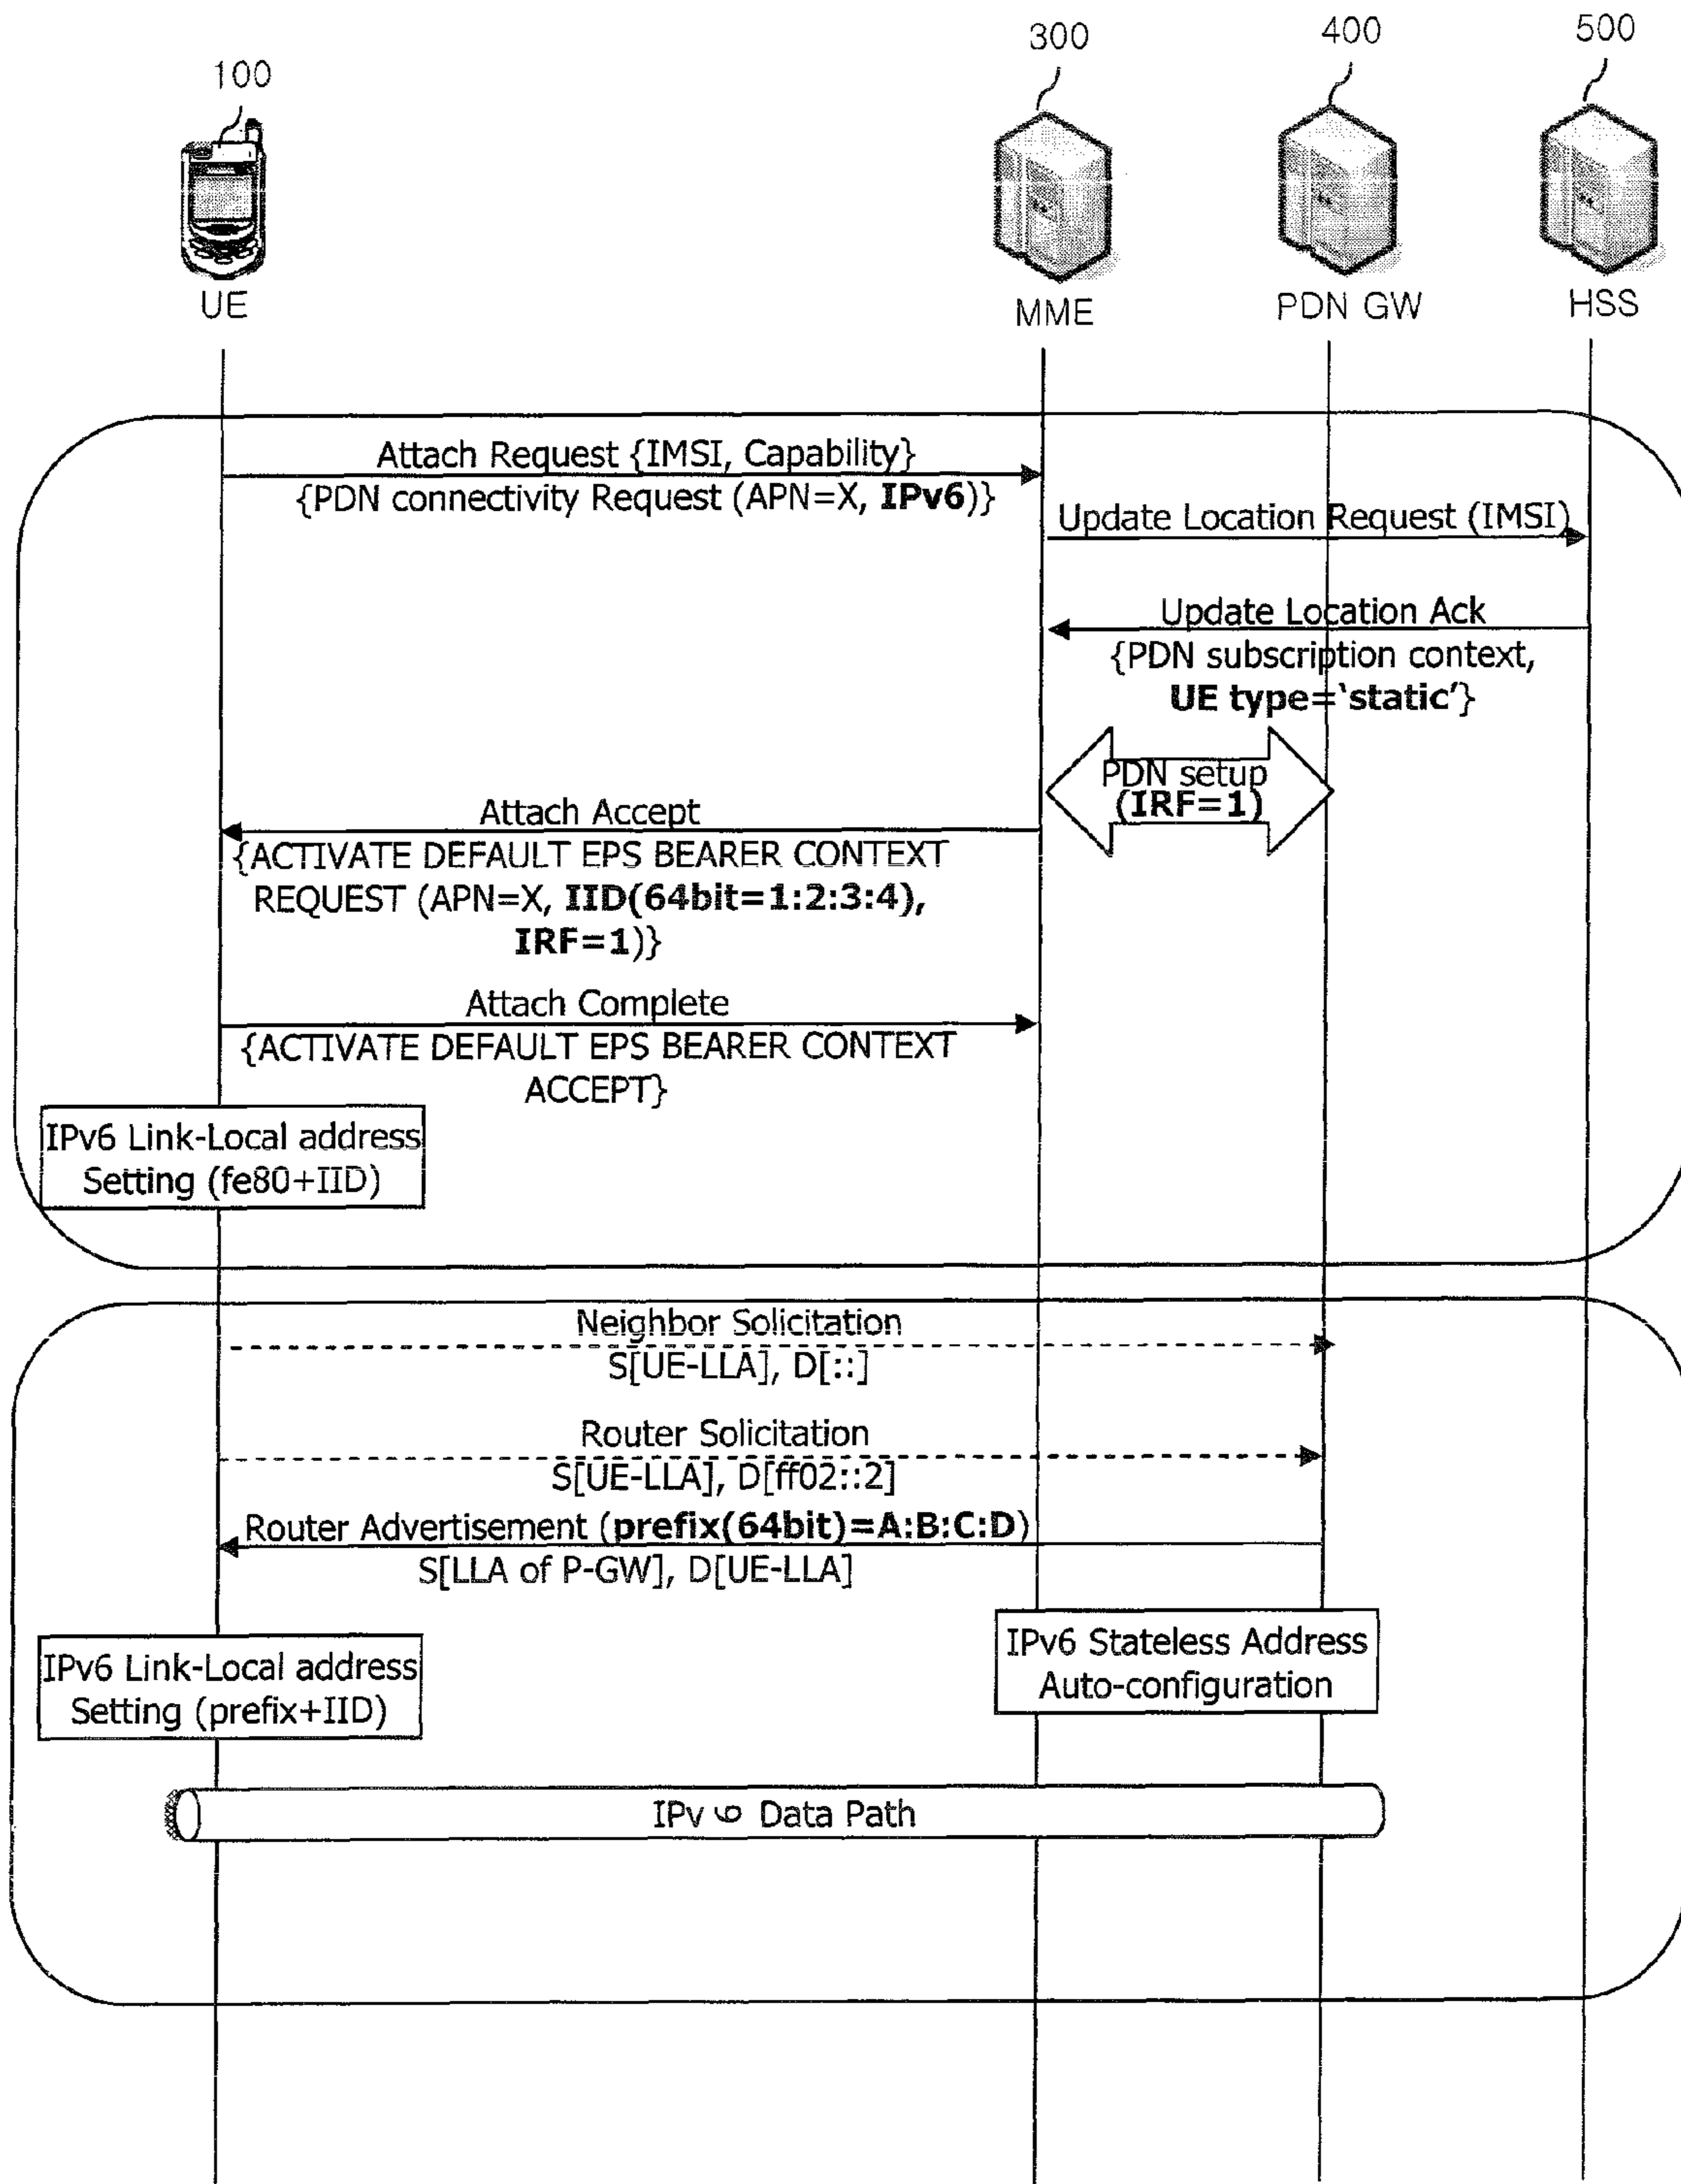 100
300
400
500
UE
MME
PDN GW
HSS
Attach Request {IMSI, Capability}
{PDN connectivity Request (APN=X, IPv6)}
Update Location Request (IMSI)
Update Location Ack
{PDN subscription context,
UE type=‘static’}
PDN setup
(IRF=1)
Attach Accept
{ACTIVATE DEFAULT EPS BEARER CONTEXT
REQUEST (APN=X, IID(64bit=1:2:3:4),
IRF=1)}
Attach Complete
{ACTIVATE DEFAULT EPS BEARER CONTEXT
ACCEPT}
IPv6 Link-Local address
Setting (fe80+IID)
Neighbor Solicitation
S[UE-LLA], D[::]
Router Solicitation
S[UE-LLA], D[ff02::2]
Router Advertisement (prefix(64bit)=A:B:C:D)
S[LLA of P-GW], D[UE-LLA]
IPv6 Link-Local address
Setting (prefix+IID)
IPv6 Stateless Address
Auto-configuration
IPv 6 Data Path